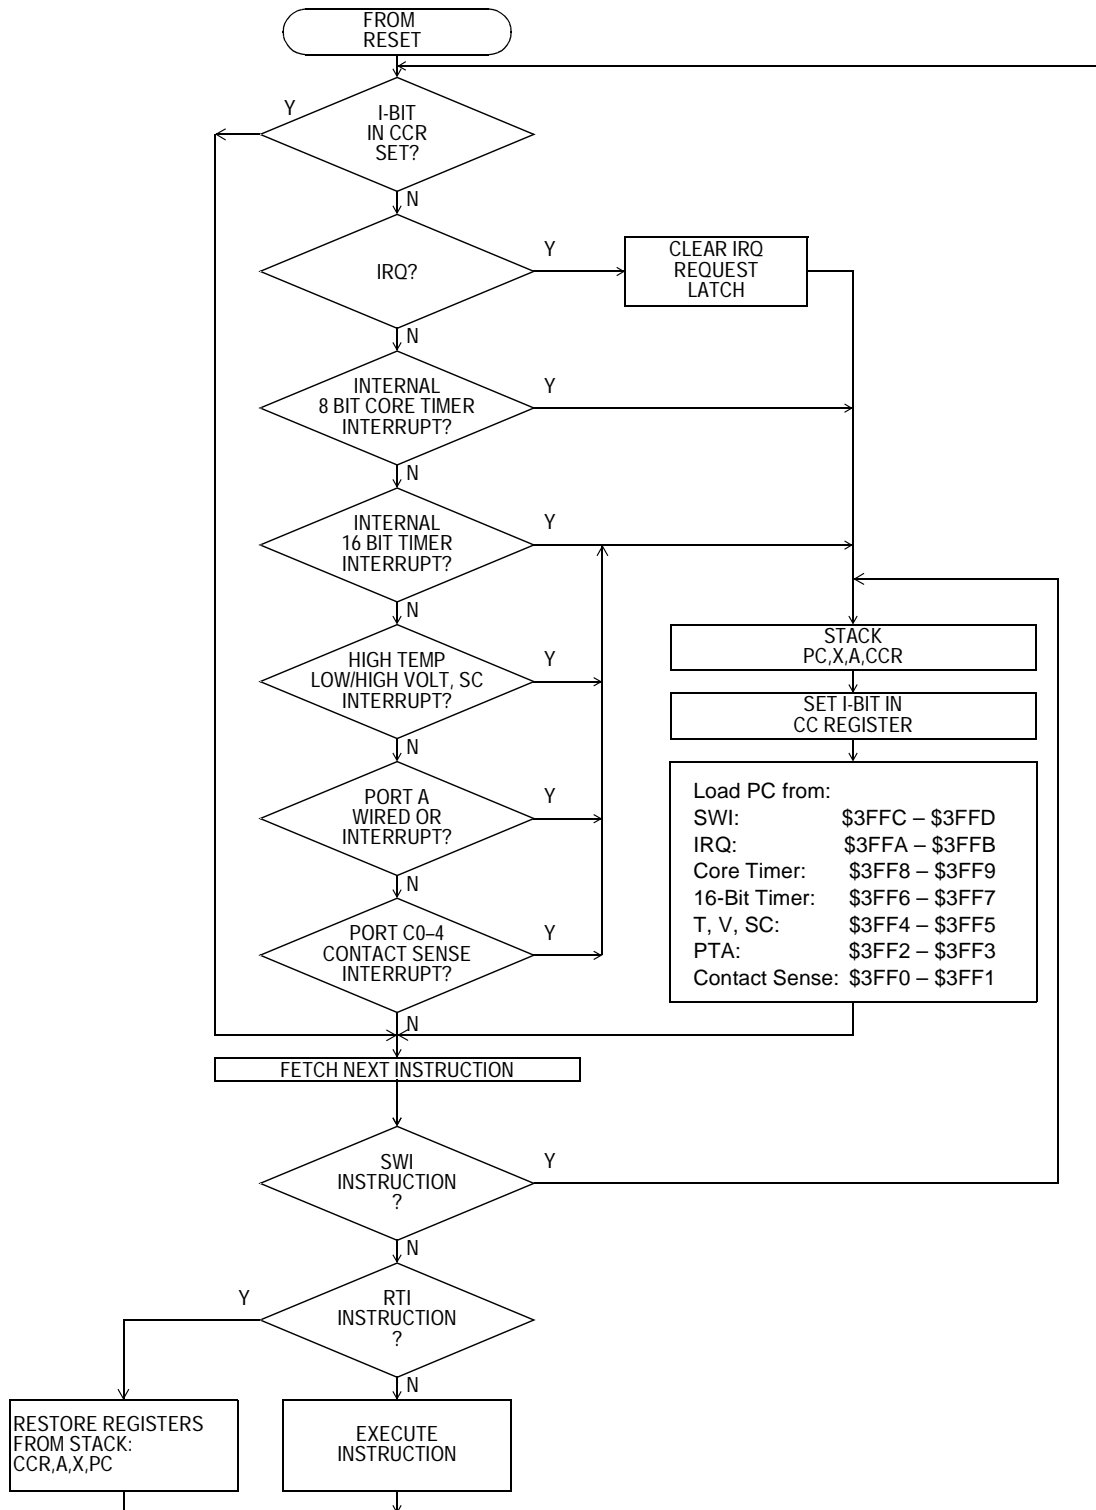 FROM
RESET
Y
I-BIT
IN CCR
SET?
N
IRQ?
Y
CLEAR IRQ
REQUEST
LATCH
N
INTERNAL
8 BIT CORE TIMER
INTERRUPT?
Y
N
INTERNAL
16 BIT TIMER
INTERRUPT?
Y
N
HIGH TEMP
LOW/HIGH VOLT, SC
INTERRUPT?
Y
STACK
PC,X,A,CCR
SET I-BIT IN
CC REGISTER
N
PORT A
WIRED OR
INTERRUPT?
Y
N
PORT C0–4
CONTACT SENSE
INTERRUPT?
Y
N
Load PC from:
SWI: $3FFC – $3FFD
IRQ: $3FFA – $3FFB
Core Timer: $3FF8 – $3FF9
16-Bit Timer: $3FF6 – $3FF7
T, V, SC: $3FF4 – $3FF5
PTA: $3FF2 – $3FF3
Contact Sense: $3FF0 – $3FF1
FETCH NEXT INSTRUCTION
SWI
INSTRUCTION
?
Y
N
Y
RTI
INSTRUCTION
?
N
RESTORE REGISTERS
FROM STACK:
CCR,A,X,PC
EXECUTE
INSTRUCTION